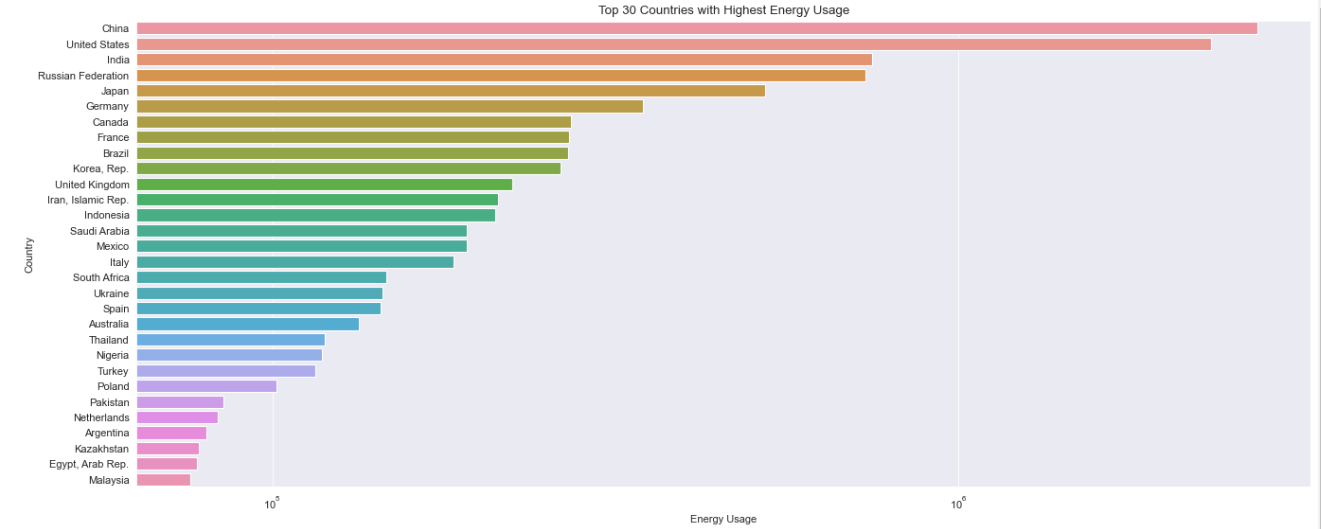 Top 30 Countries with Highest Energy Usage
China
United States
India
Russian Federation
Japan
Germany
Canada
France
Brazil
Korea, Rep.
United Kingdom
Iran, Islamic Rep.
Indonesia
Saudi Arabia
Mexico
Italy
South Africa
Ukraine
Spain
Australia
Thailand
Nigeria
Turkey
Poland
Pakistan
Netherlands
Argentina
Kazakhstan
Egypt, Arab Rep.
Malaysia
Country
10⁵ 10⁶
Energy Usage